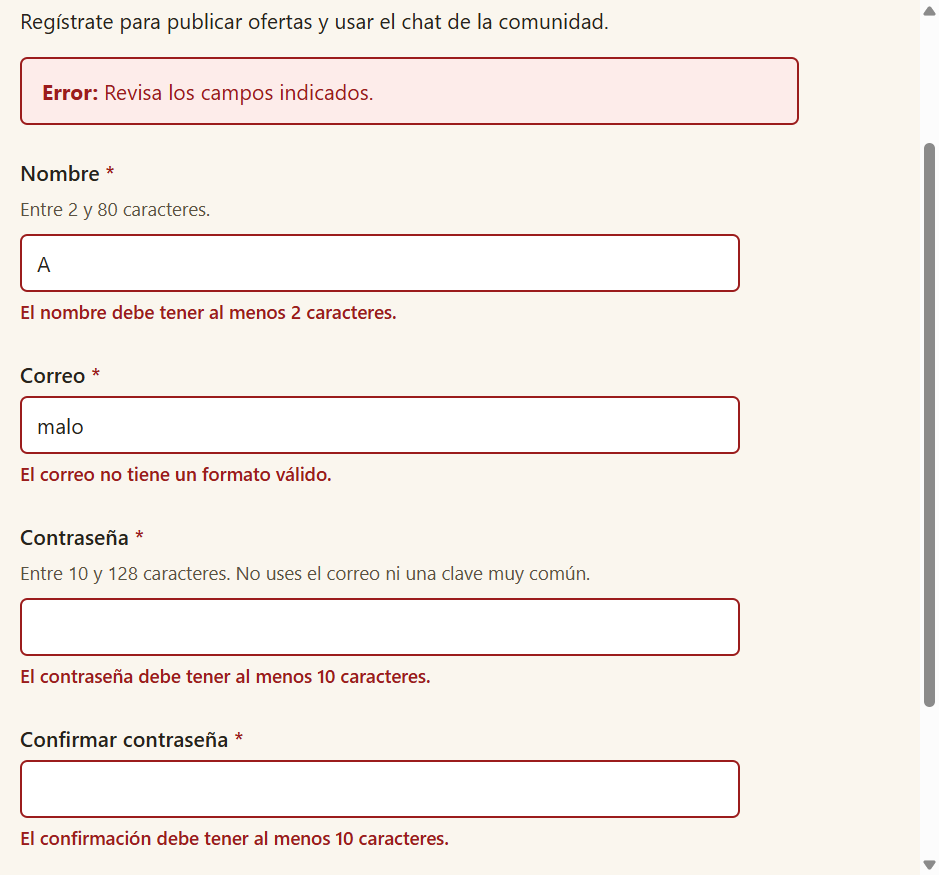 Regístrate para publicar ofertas y usar el chat de la comunidad.
Error: Revisa los campos indicados.
Nombre *
Entre 2 y 80 caracteres.
A
El nombre debe tener al menos 2 caracteres.
Correo *
malo
El correo no tiene un formato válido.
Contraseña *
Entre 10 y 128 caracteres. No uses el correo ni una clave muy común.
El contraseña debe tener al menos 10 caracteres.
Confirmar contraseña *
El confirmación debe tener al menos 10 caracteres.